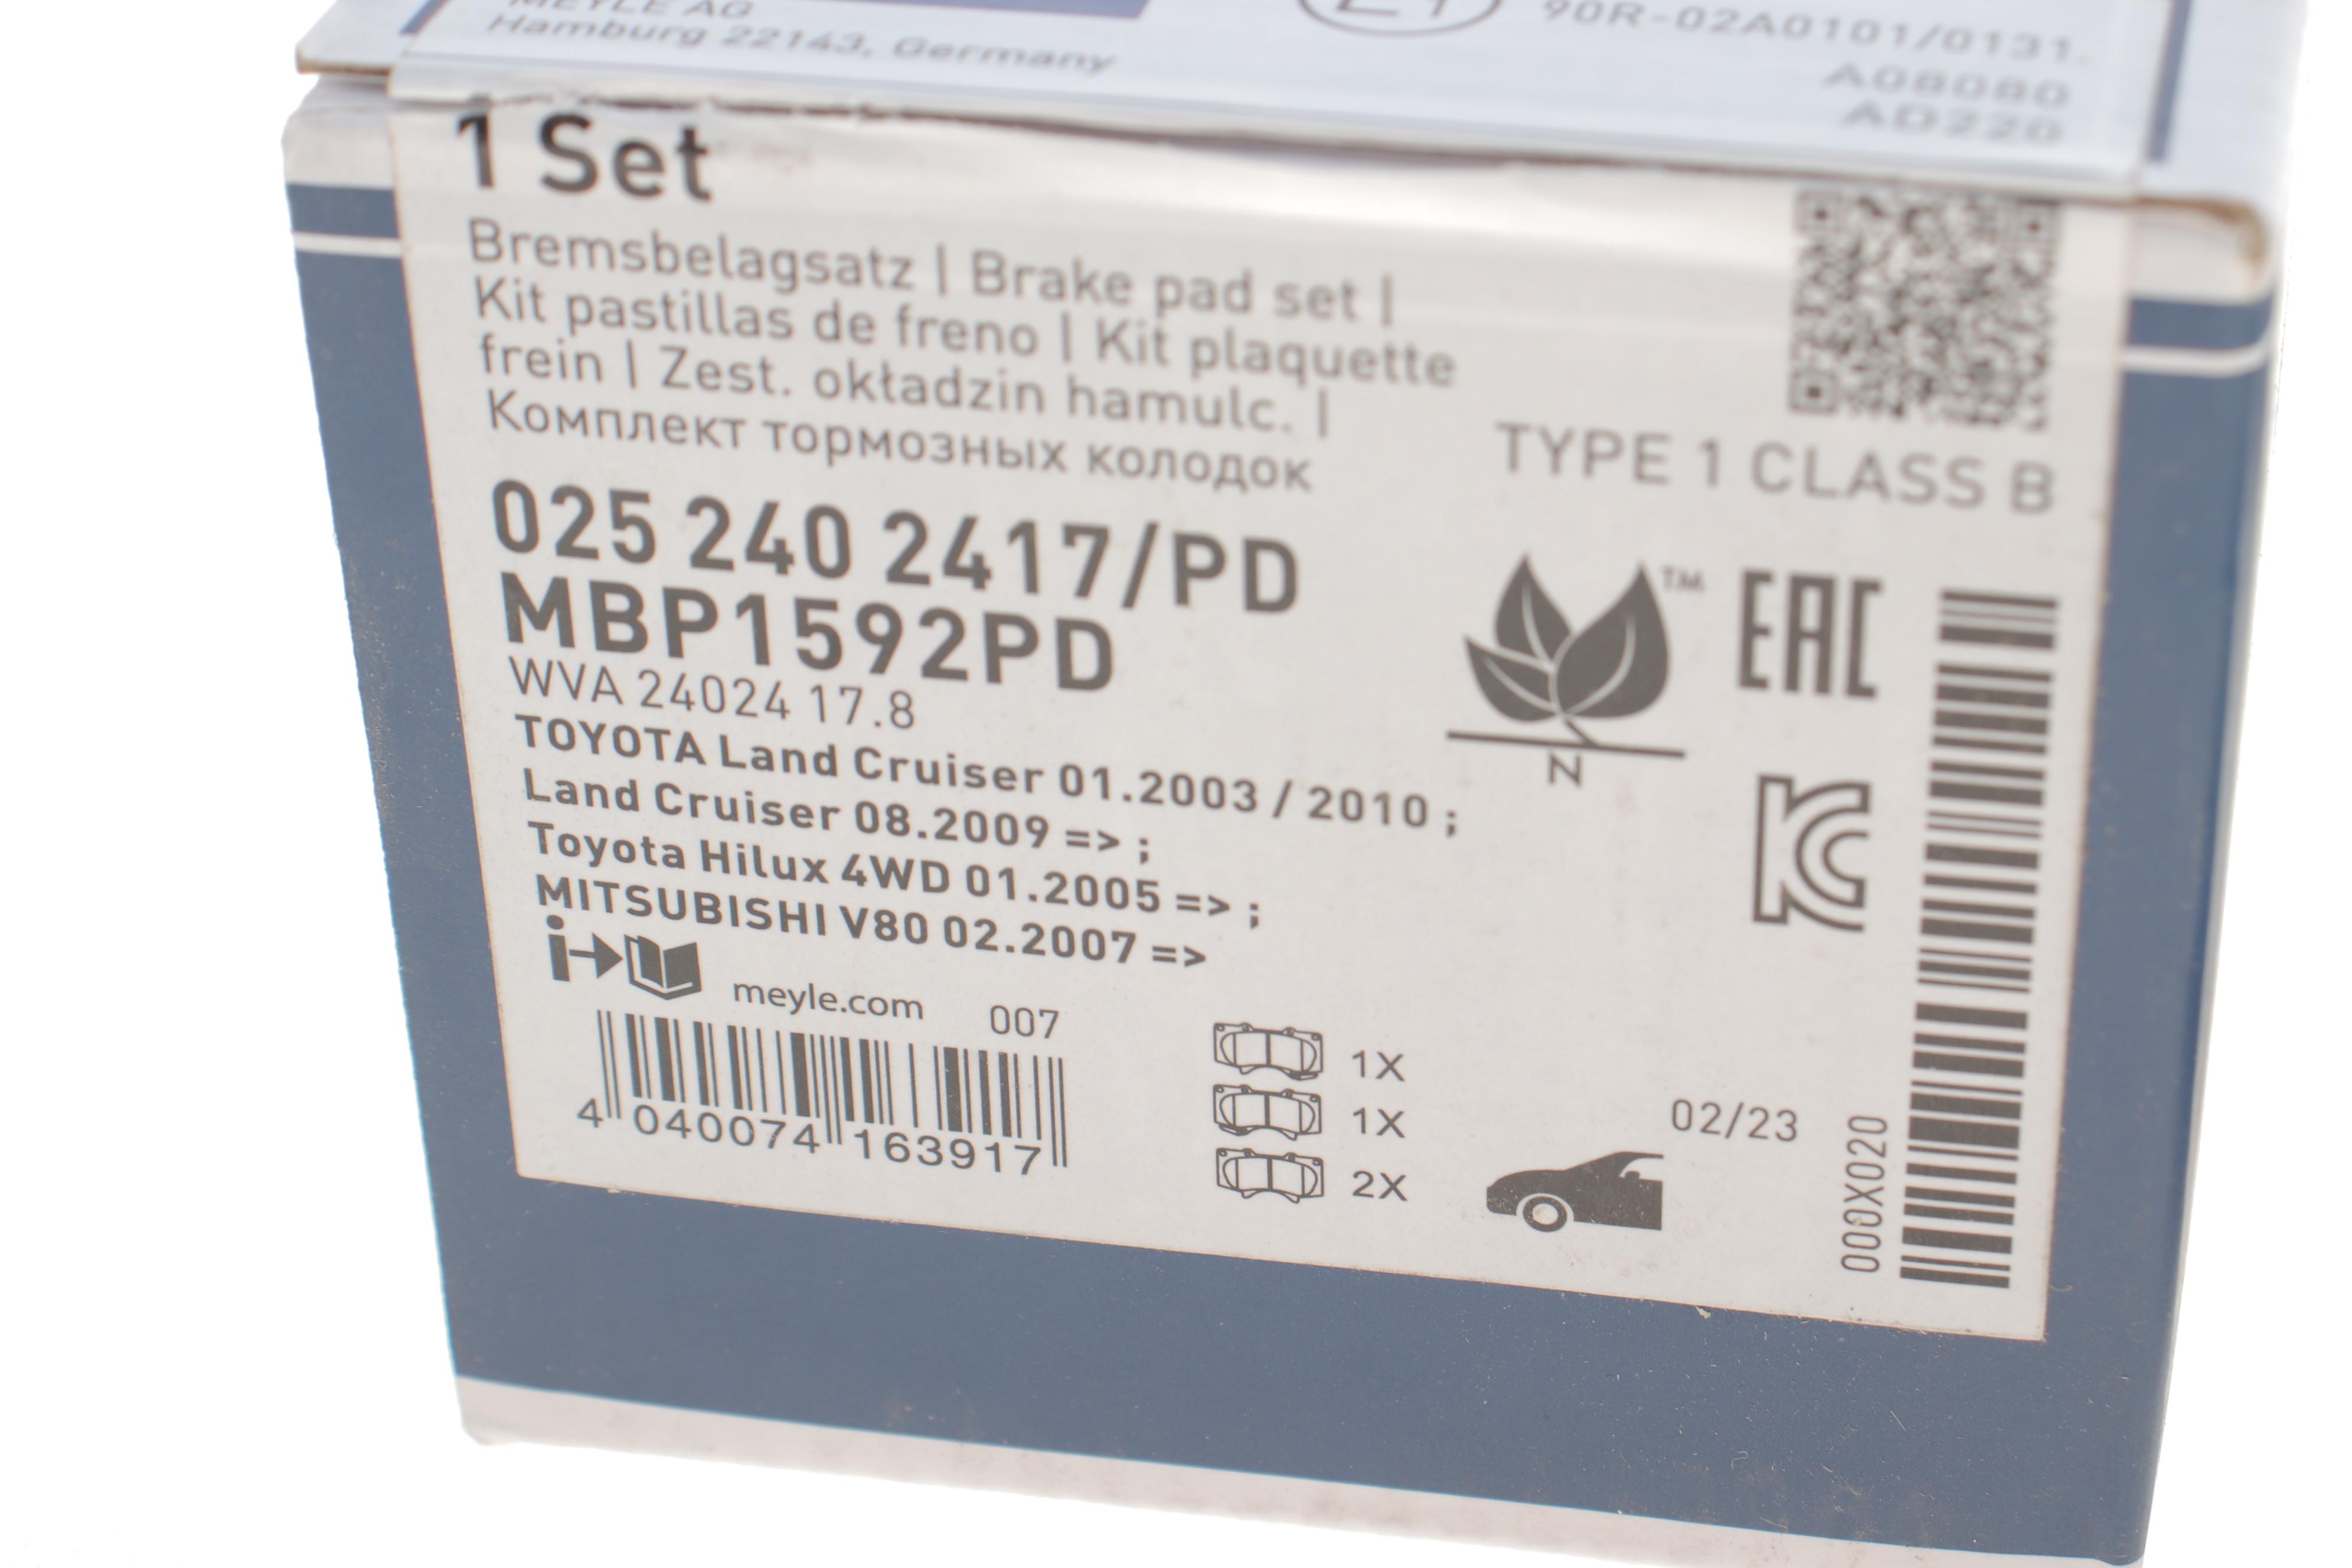 MEYLE AG
Hamburg 22143, Germany
90R-02A0101/0131.
A08080
AD220
1 Set
Bremsbelagsatz | Brake pad set |
Kit pastillas de freno | Kit plaquette
frein | Zest. okładzin hamulc. |
Комплект тормозных колодок
TYPE 1 CLASS B
025 240 2417/PD
MBP1592PD
WVA 24024 17.8
TOYOTA Land Cruiser 01.2003 / 2010 ;
Land Cruiser 08.2009 => ;
Toyota Hilux 4WD 01.2005 => ;
MITSUBISHI V80 02.2007 =>
TM
N
EAC
meyle.com
007
4 040074 163917
1X
1X
2X
02/23
000X020